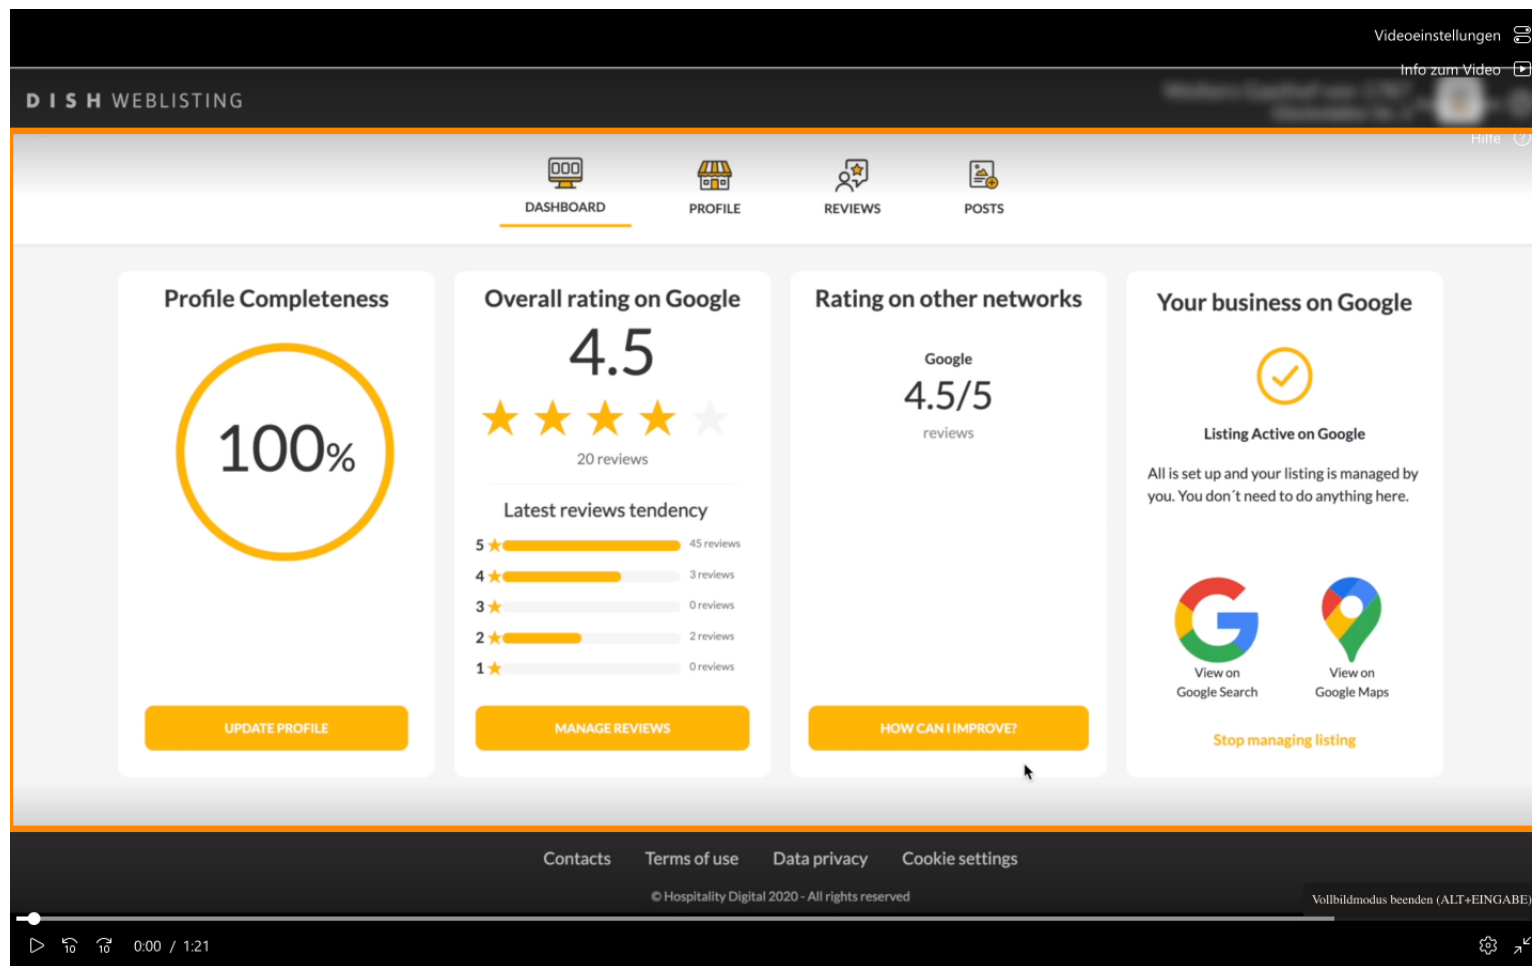 Videoeinstellungen
Info zum Video
DISH WEBLISTING
Hilfe
DASHBOARD
PROFILE
REVIEWS
POSTS
Profile Completeness
100%
UPDATE PROFILE
Overall rating on Google
4.5
20 reviews
Latest reviews tendency
5 45 reviews
4 3 reviews
3 0 reviews
2 2 reviews
1 0 reviews
MANAGE REVIEWS
Rating on other networks
Google
4.5/5
reviews
HOW CAN I IMPROVE?
Your business on Google
Listing Active on Google
All is set up and your listing is managed by
you. You don´t need to do anything here.
View on
Google Search
View on
Google Maps
Stop managing listing
Contacts Terms of use Data privacy Cookie settings
© Hospitality Digital 2020 - All rights reserved
Vollbildmodus beenden (ALT+EINGABE)
10 10 0:00 / 1:21